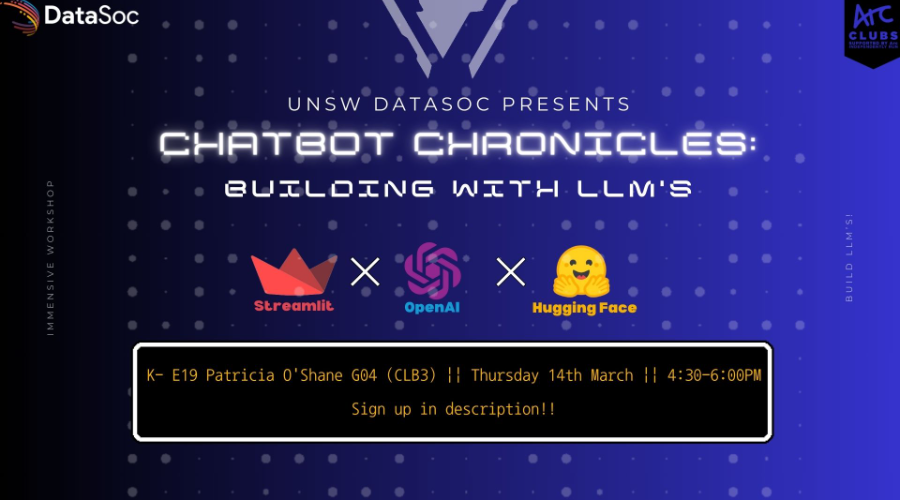 DataSoc
Arc
CLUBS
UNSW DATASOC PRESENTS
CHATBOT CHRONICLES:
BUILDING WITH LLM'S
IMMENSIVE WORKSHOP
BUILD LLM'S!
Streamlit
OpenAI
Hugging Face
K- E19 Patricia O'Shane G04 (CLB3) ¦¦ Thursday 14th March ¦¦ 4:30-6:00PM
Sign up in description!!